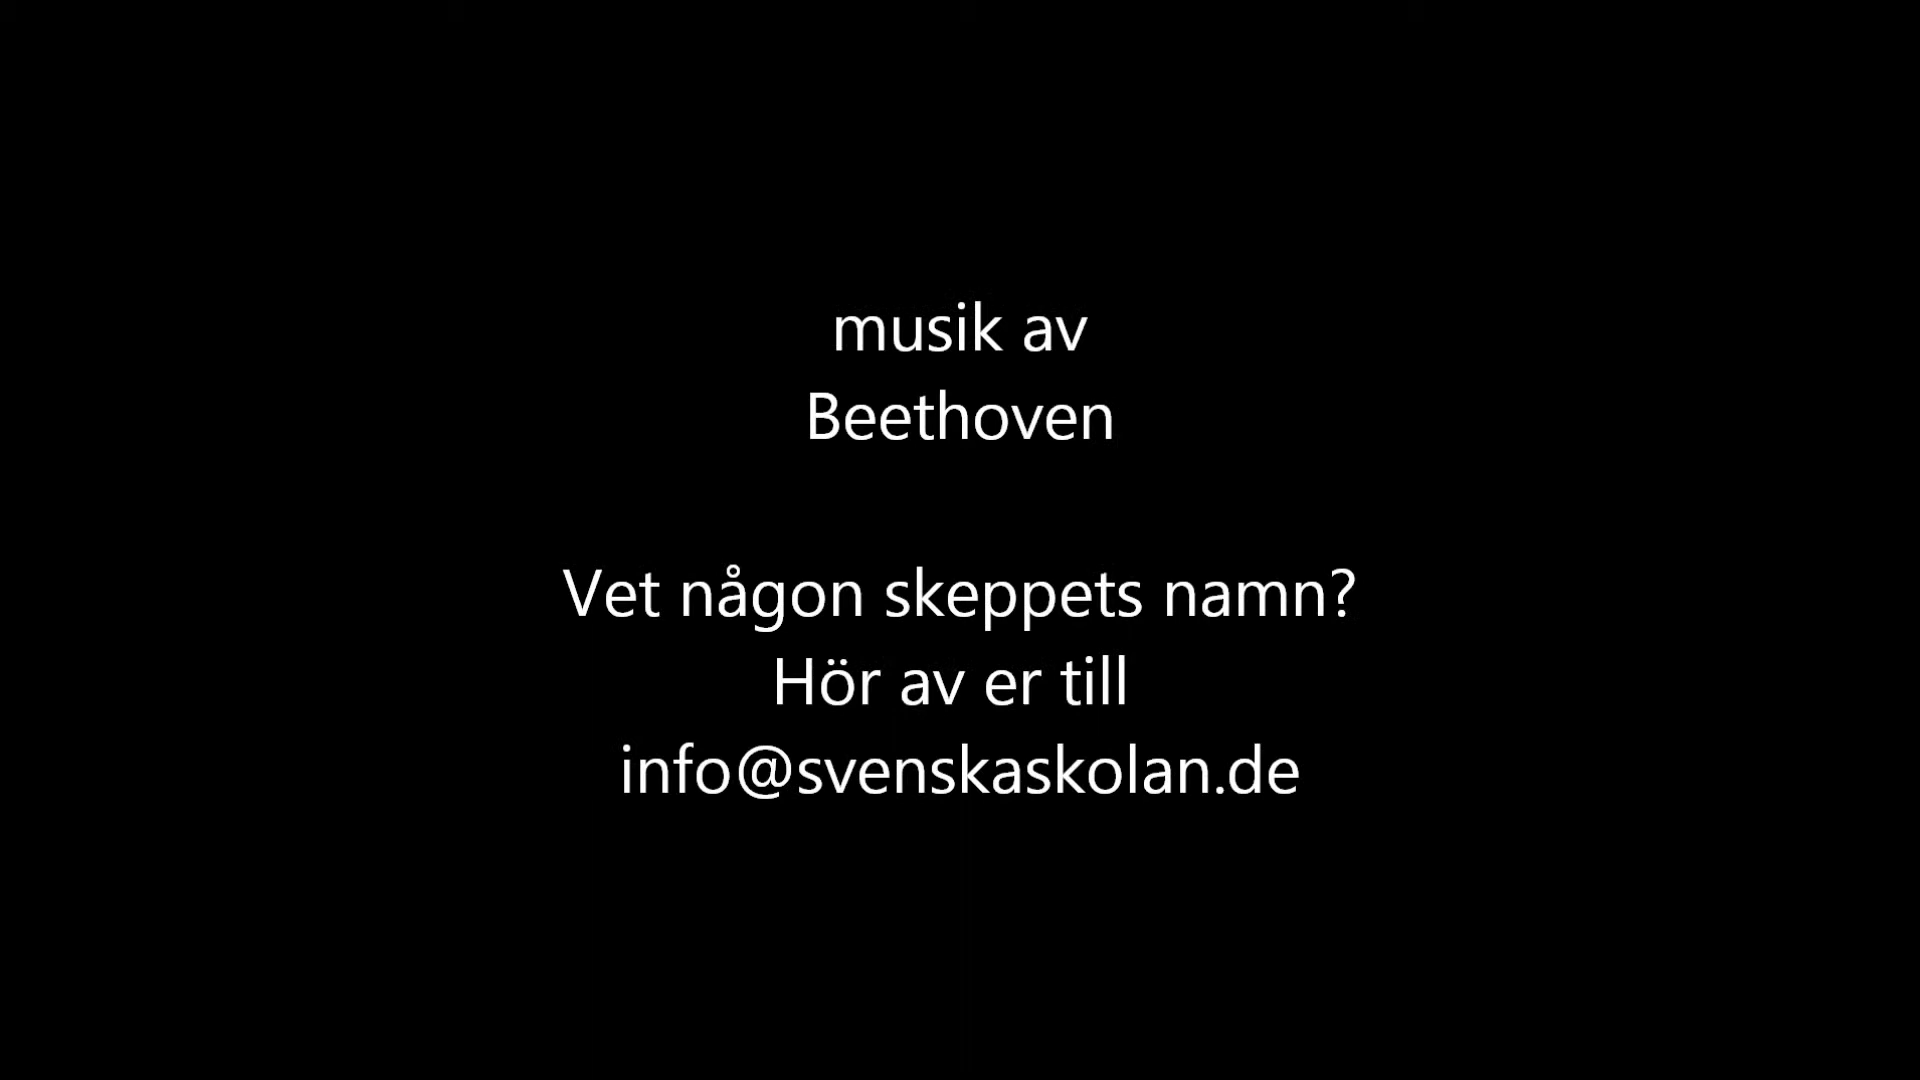 musik av
Beethoven
Vet någon skeppets namn?
Hör av er till
info@svenskaskolan.de